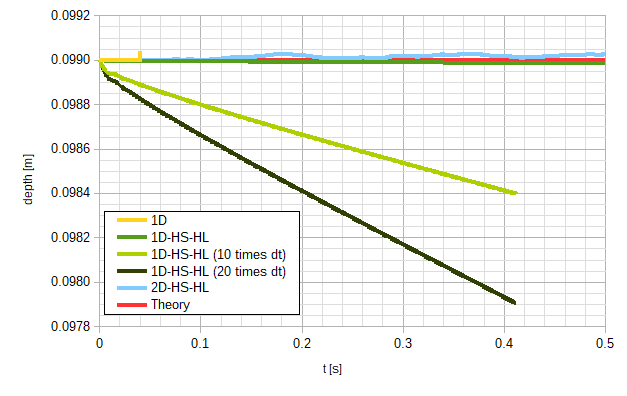 0.0992
0.0990
0.0988
0.0986
0.0984
0.0982
0.0980
0.0978
depth [m]
1D
1D-HS-HL
1D-HS-HL (10 times dt)
1D-HS-HL (20 times dt)
2D-HS-HL
Theory
0 0.1 0.2 0.3 0.4 0.5
t [s]